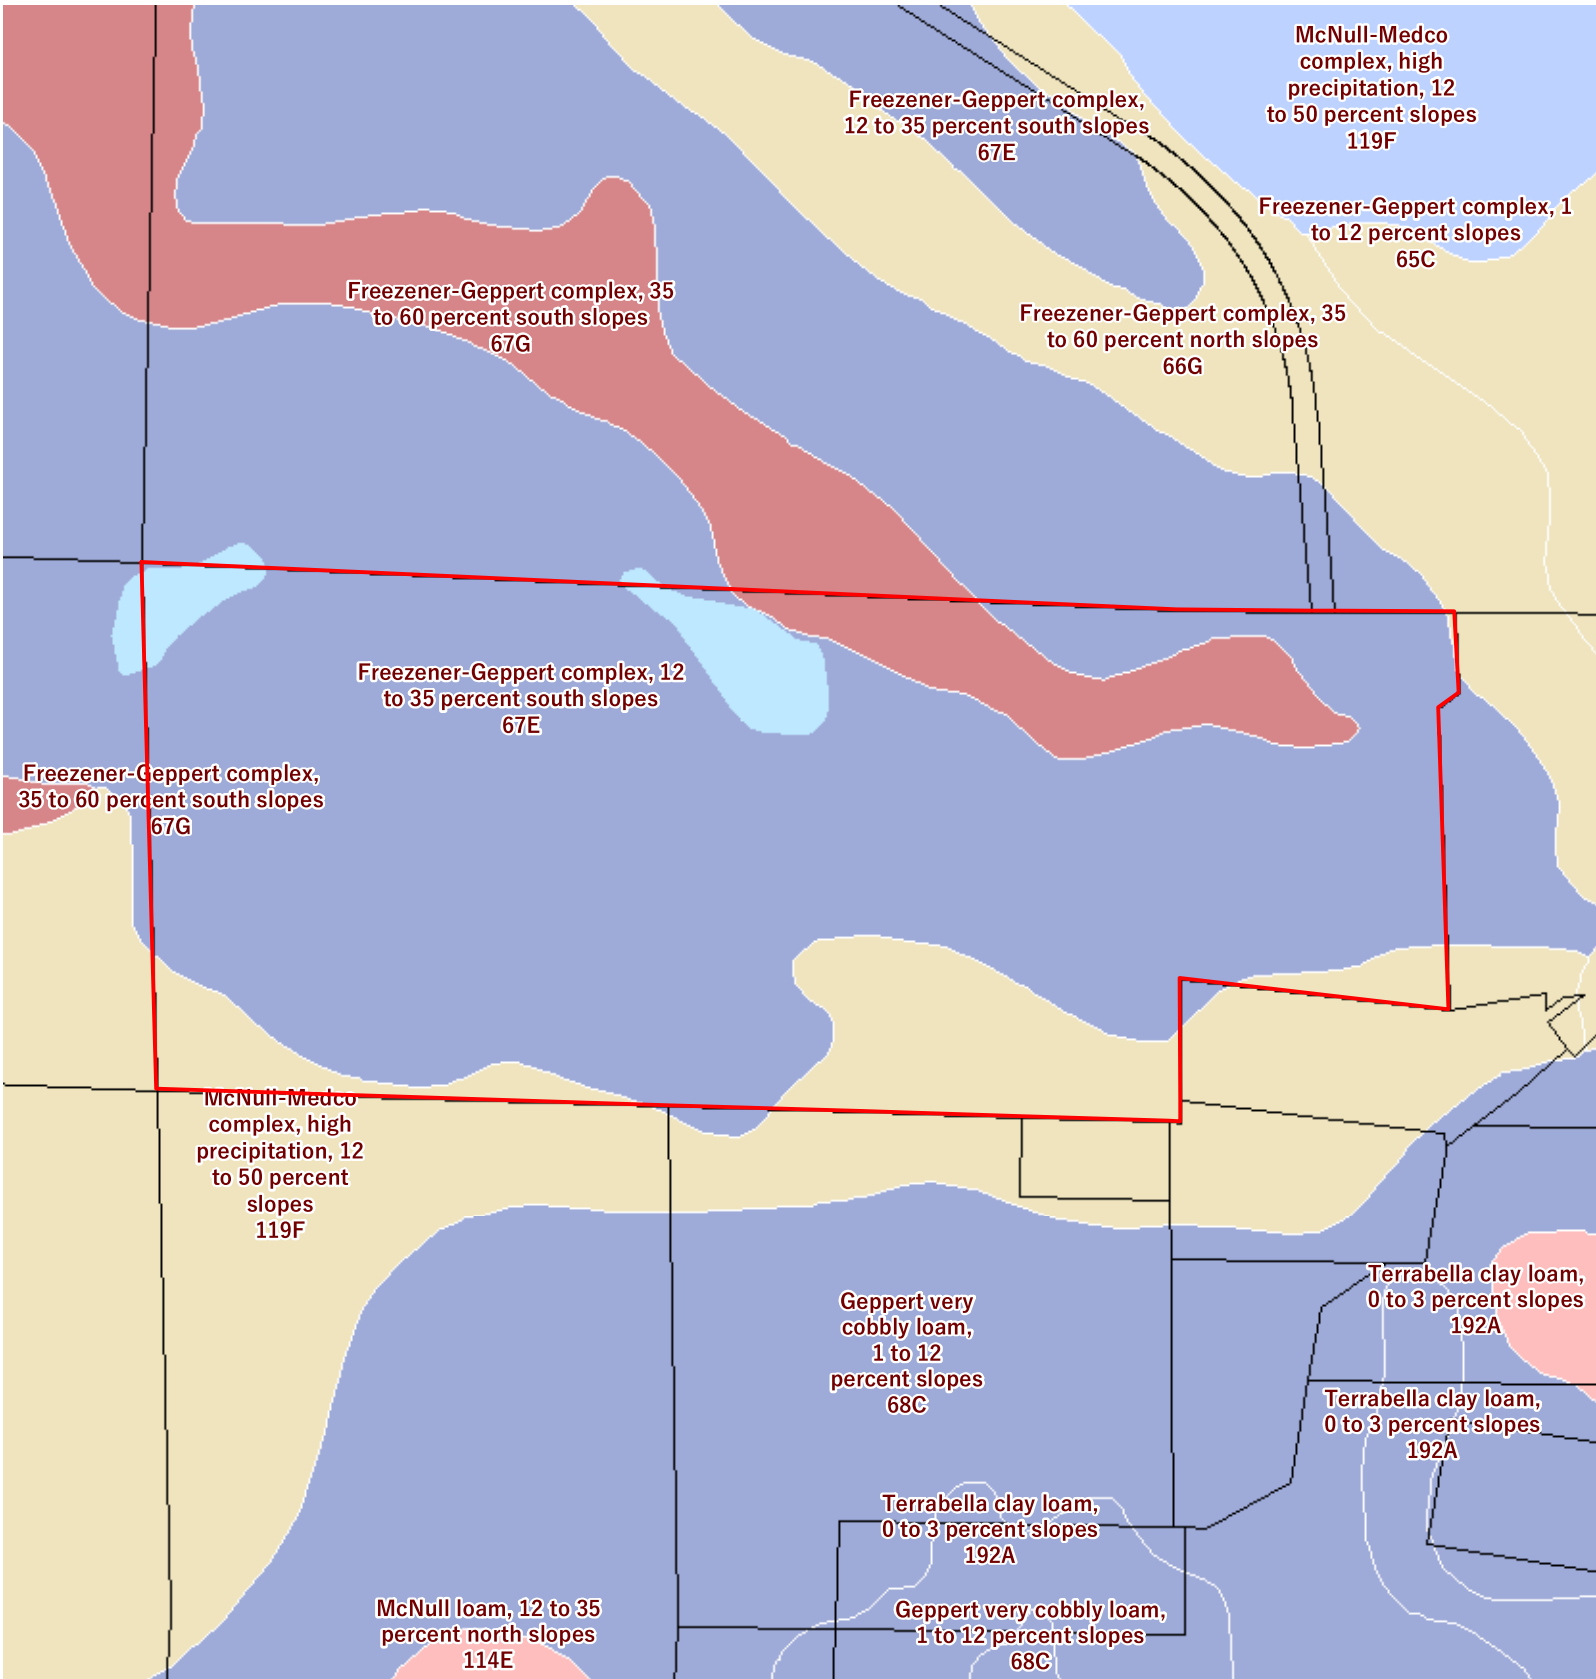 McNull-Medco
complex, high
precipitation, 12
to 50 percent slopes
119F
Freezener-Geppert complex,
12 to 35 percent south slopes
67E
Freezener-Geppert complex, 1
to 12 percent slopes
65C
Freezener-Geppert complex, 35
to 60 percent south slopes
67G
Freezener-Geppert complex, 35
to 60 percent north slopes
66G
Freezener-Geppert complex, 12
to 35 percent south slopes
67E
Freezener-Geppert complex,
35 to 60 percent south slopes
67G
McNull-Medco
complex, high
precipitation, 12
to 50 percent
slopes
119F
Geppert very
cobbly loam,
1 to 12
percent slopes
68C
Terrabella clay loam,
0 to 3 percent slopes
192A
Terrabella clay loam,
0 to 3 percent slopes
192A
Terrabella clay loam,
0 to 3 percent slopes
192A
McNull loam, 12 to 35
percent north slopes
114E
Geppert very cobbly loam,
1 to 12 percent slopes
68C